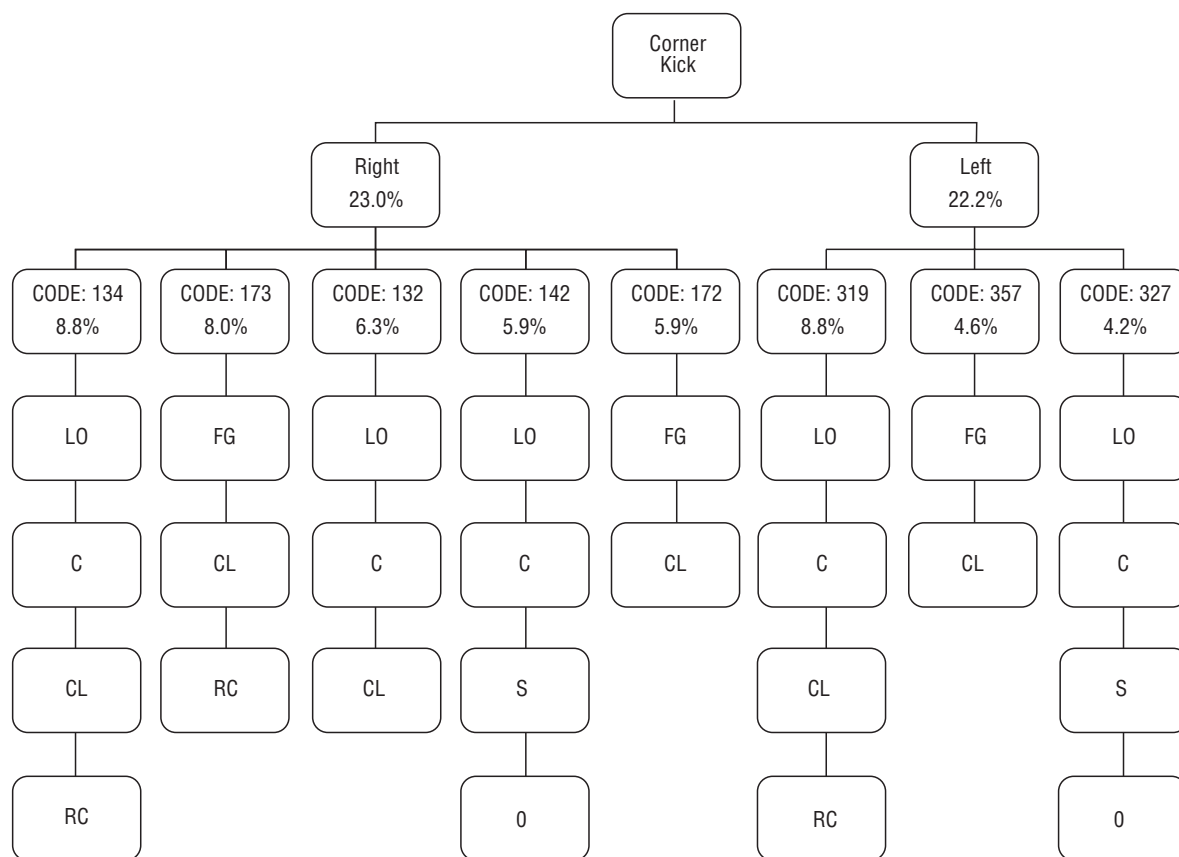 Corner
Kick
Right
23.0%
Left
22.2%
CODE: 134
8.8%
CODE: 173
8.0%
CODE: 132
6.3%
CODE: 142
5.9%
CODE: 172
5.9%
CODE: 319
8.8%
CODE: 357
4.6%
CODE: 327
4.2%
LO
FG
LO
LO
FG
LO
FG
LO
C
CL
C
C
CL
C
CL
C
CL
RC
CL
S
CL
S
RC
0
RC
0